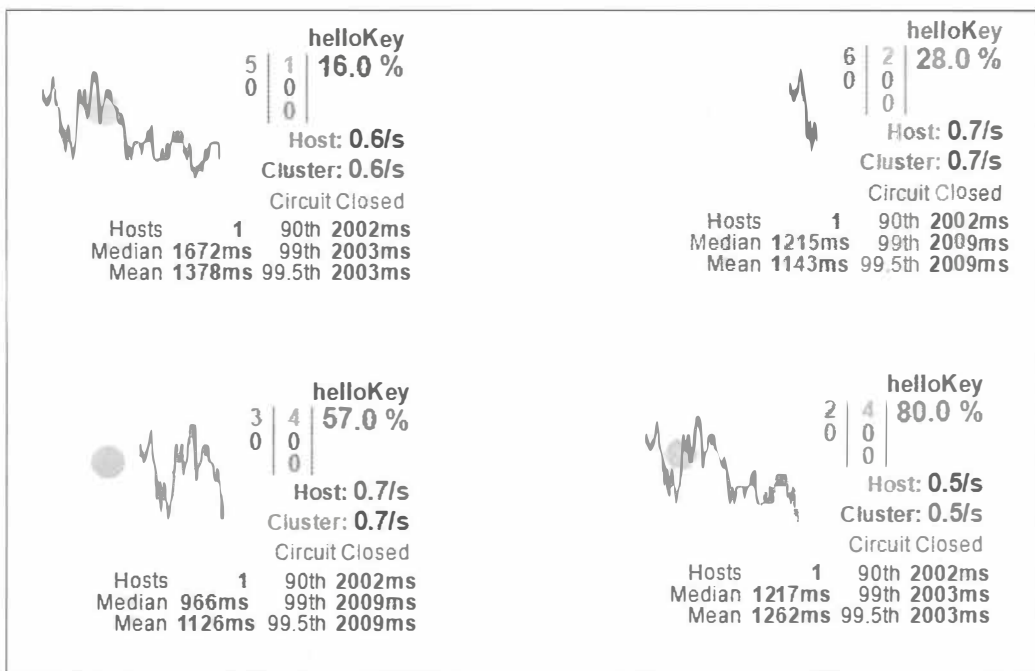 helloKey
5 1 16.0 %
0 0
0
Host: 0.6/s
Cluster: 0.6/s
Circuit Closed
Hosts 1 90th 2002ms
Median 1672ms 99th 2003ms
Mean 1378ms 99.5th 2003ms
helloKey
6 2 28.0 %
0 0
0
Host: 0.7/s
Cluster: 0.7/s
Circuit Closed
Hosts 1 90th 2002ms
Median 1215ms 99th 2009ms
Mean 1143ms 99.5th 2009ms
helloKey
3 4 57.0 %
0 0
0
Host: 0.7/s
Cluster: 0.7/s
Circuit Closed
Hosts 1 90th 2002ms
Median 966ms 99th 2009ms
Mean 1126ms 99.5th 2009ms
helloKey
2 4 80.0 %
0 0
0
Host: 0.5/s
Cluster: 0.5/s
Circuit Closed
Hosts 1 90th 2002ms
Median 1217ms 99th 2003ms
Mean 1262ms 99.5th 2003ms